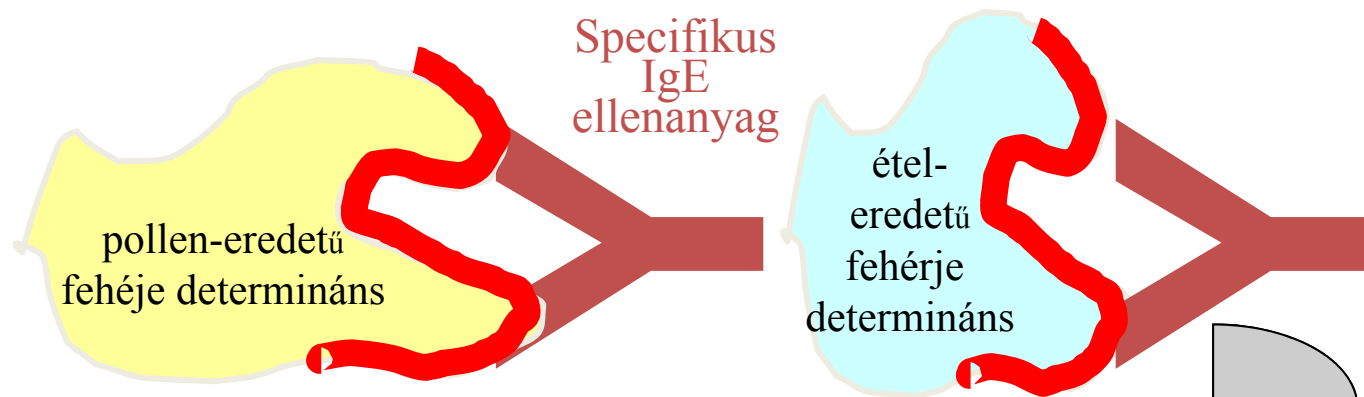 Specifikus
IgE
ellenanyag
pollen-eredetű
fehéje determináns
étel-
eredetű
fehérje
determináns